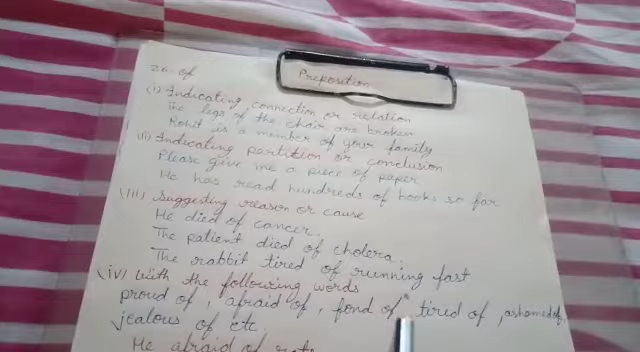 Preposition
26. of
(i) Indicating connection or relation
The legs of the chair are broken
Rohit is a member of your family
(ii) Indicating partition or conclusion
Please give me a piece of paper
He has read hundreds of books so far
(iii) Suggesting reason or cause
He died of cancer.
The patient died of cholera.
The rabbit tired of running fast
(iv) With the following words
proud of, afraid of, fond of, tired of, ashamed of,
jealous of etc.
He afraid of